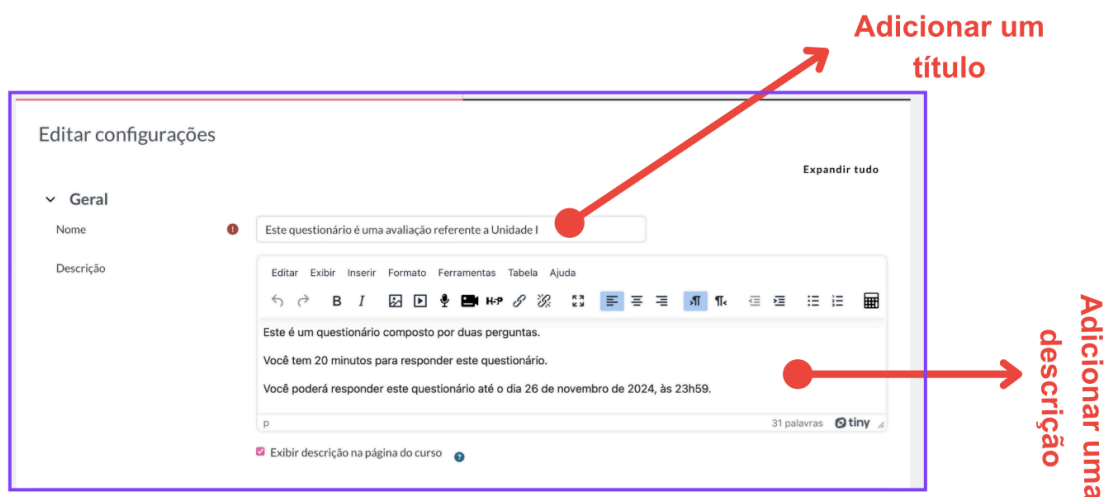 Adicionar um
título
Editar configurações
Expandir tudo
Geral
Nome
Este questionário é uma avaliação referente a Unidade I
Descrição
Editar Exibir Inserir Formato Ferramentas Tabela Ajuda
B I H-P
Este é um questionário composto por duas perguntas.
Você tem 20 minutos para responder este questionário.
Você poderá responder este questionário até o dia 26 de novembro de 2024, às 23h59.
p 31 palavras tiny
Exibir descrição na página do curso
Adicionar uma
descrição